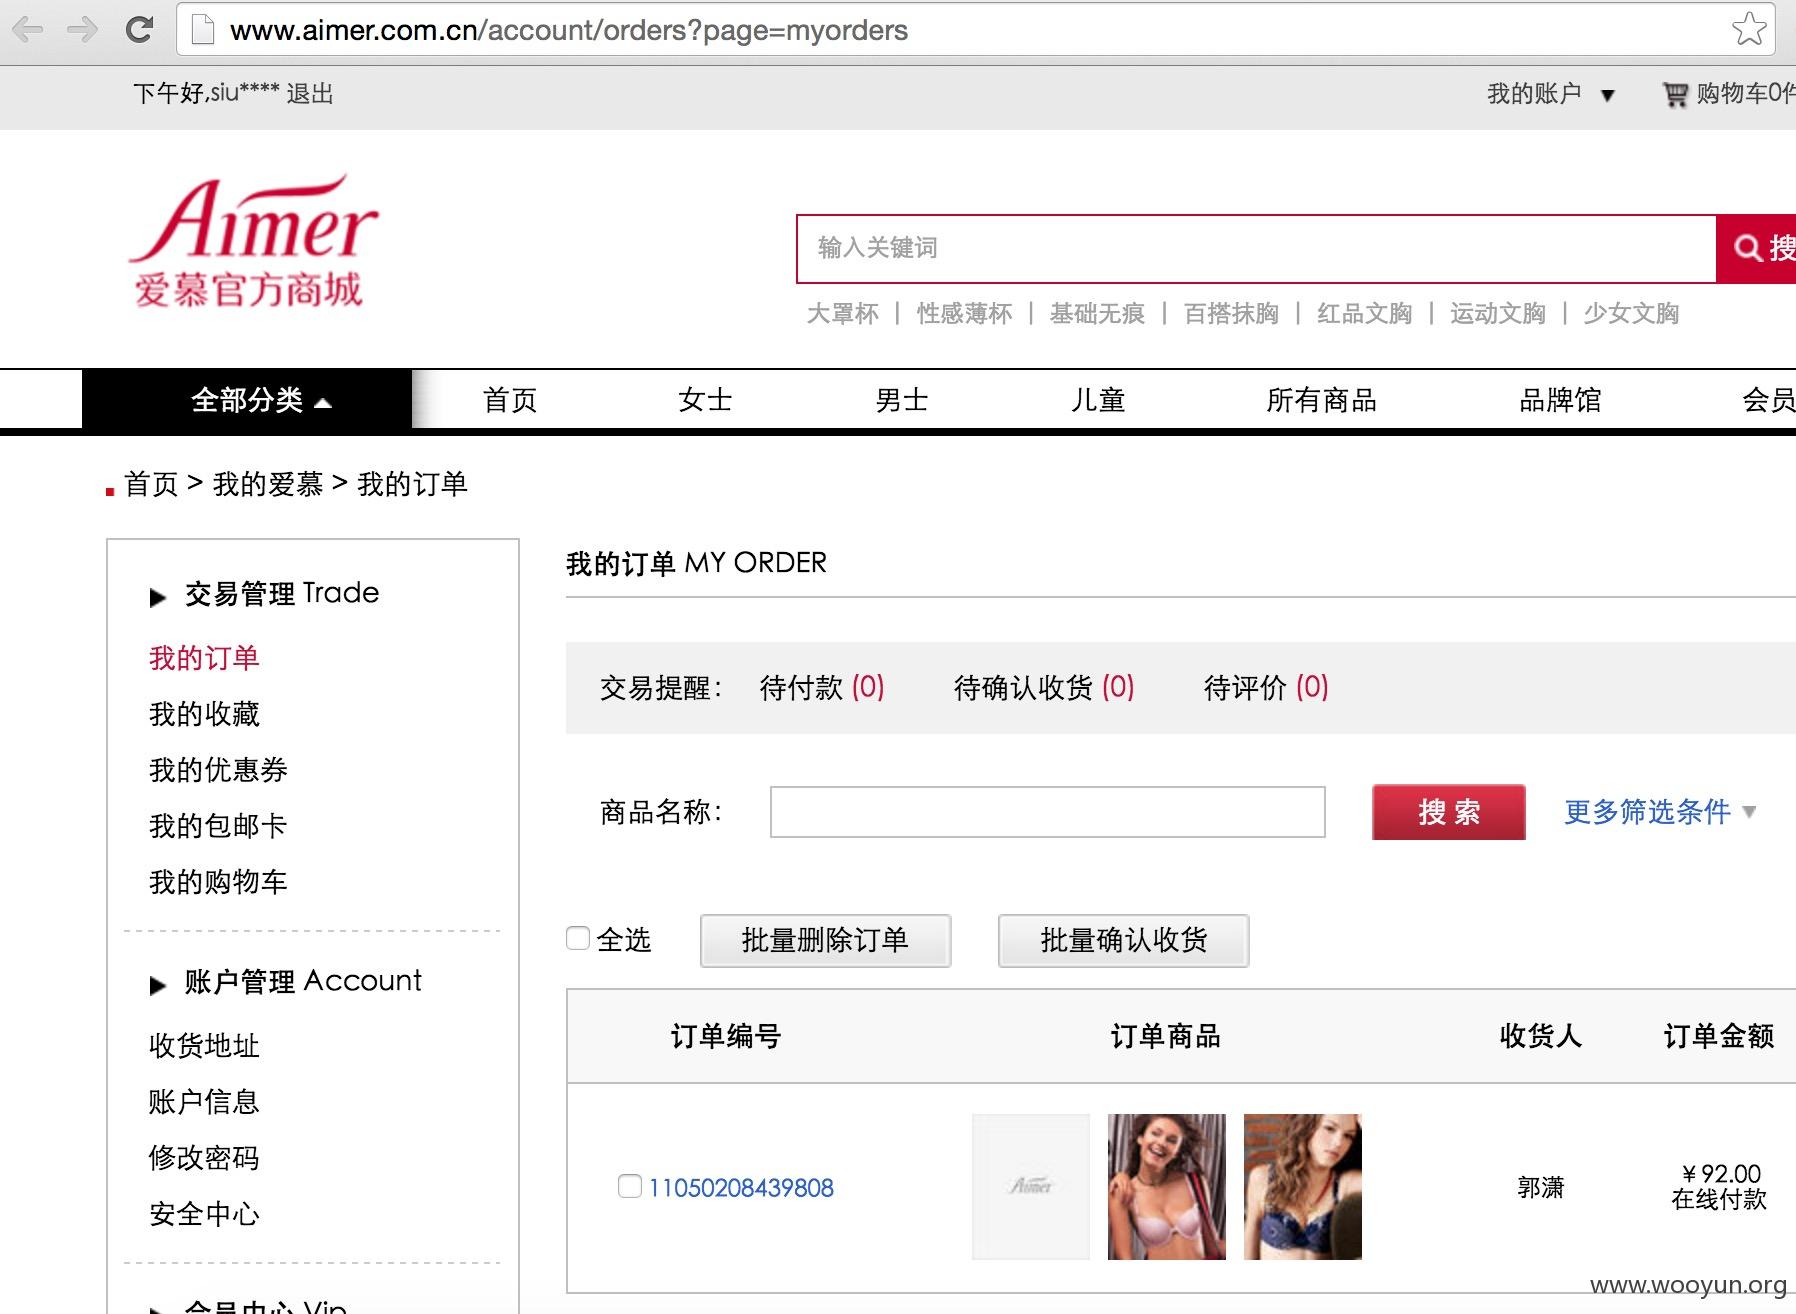 www.aimer.com.cn/account/orders?page=myorders
下午好,siu**** 退出
我的账户 ▼ 购物车0件
Aimer
爱慕官方商城
输入关键词
搜
大罩杯 | 性感薄杯 | 基础无痕 | 百搭抹胸 | 红品文胸 | 运动文胸 | 少女文胸
全部分类 首页 女士 男士 儿童 所有商品 品牌馆 会员
首页 > 我的爱慕 > 我的订单
交易管理 Trade
我的订单
我的收藏
我的优惠券
我的包邮卡
我的购物车
账户管理 Account
收货地址
账户信息
修改密码
安全中心
会员中心 Vip
我的订单 MY ORDER
交易提醒: 待付款 (0) 待确认收货 (0) 待评价 (0)
商品名称: 搜 索 更多筛选条件
全选 批量删除订单 批量确认收货
订单编号 订单商品 收货人 订单金额
11050208439808 Aimer 郭潇 ￥92.00
在线付款
www.wooyun.org